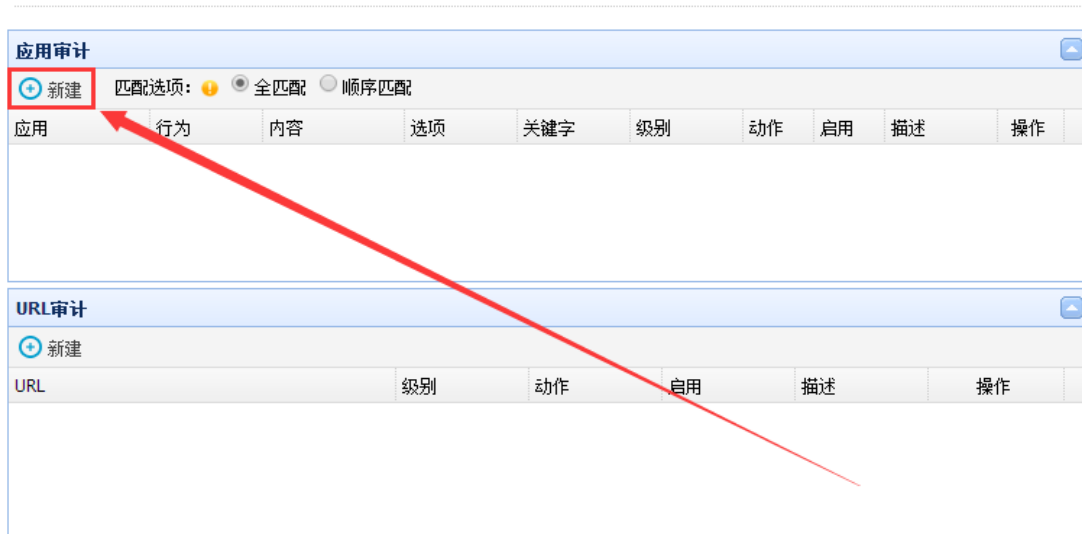 应用审计
新建 匹配选项: 全匹配 顺序匹配
应用 行为 内容 选项 关键字 级别 动作 启用 描述 操作
URL审计
新建
URL 级别 动作 启用 描述 操作